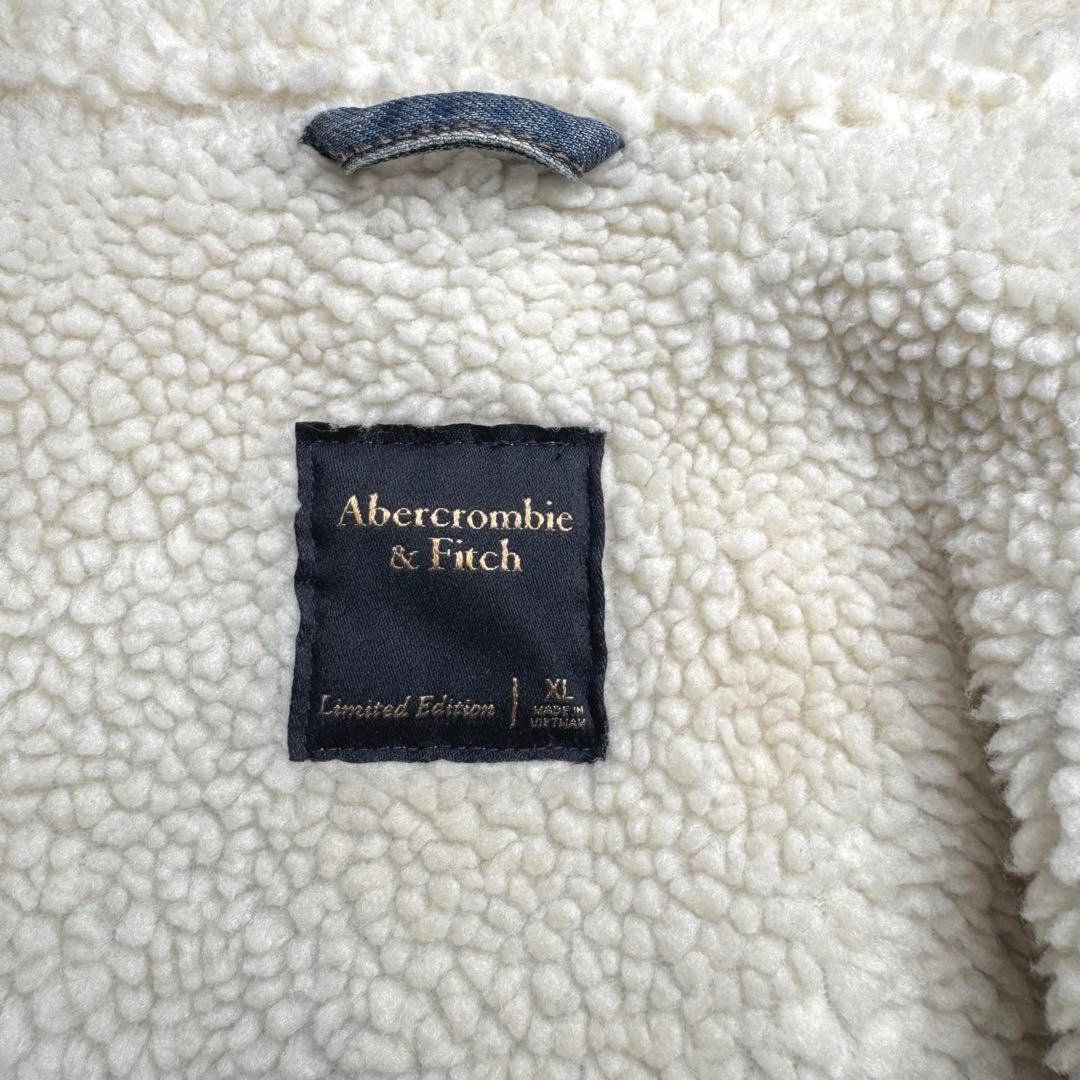 Abercrombie
& Fitch
Limited Edition | XL
MADE IN
VIETNAM